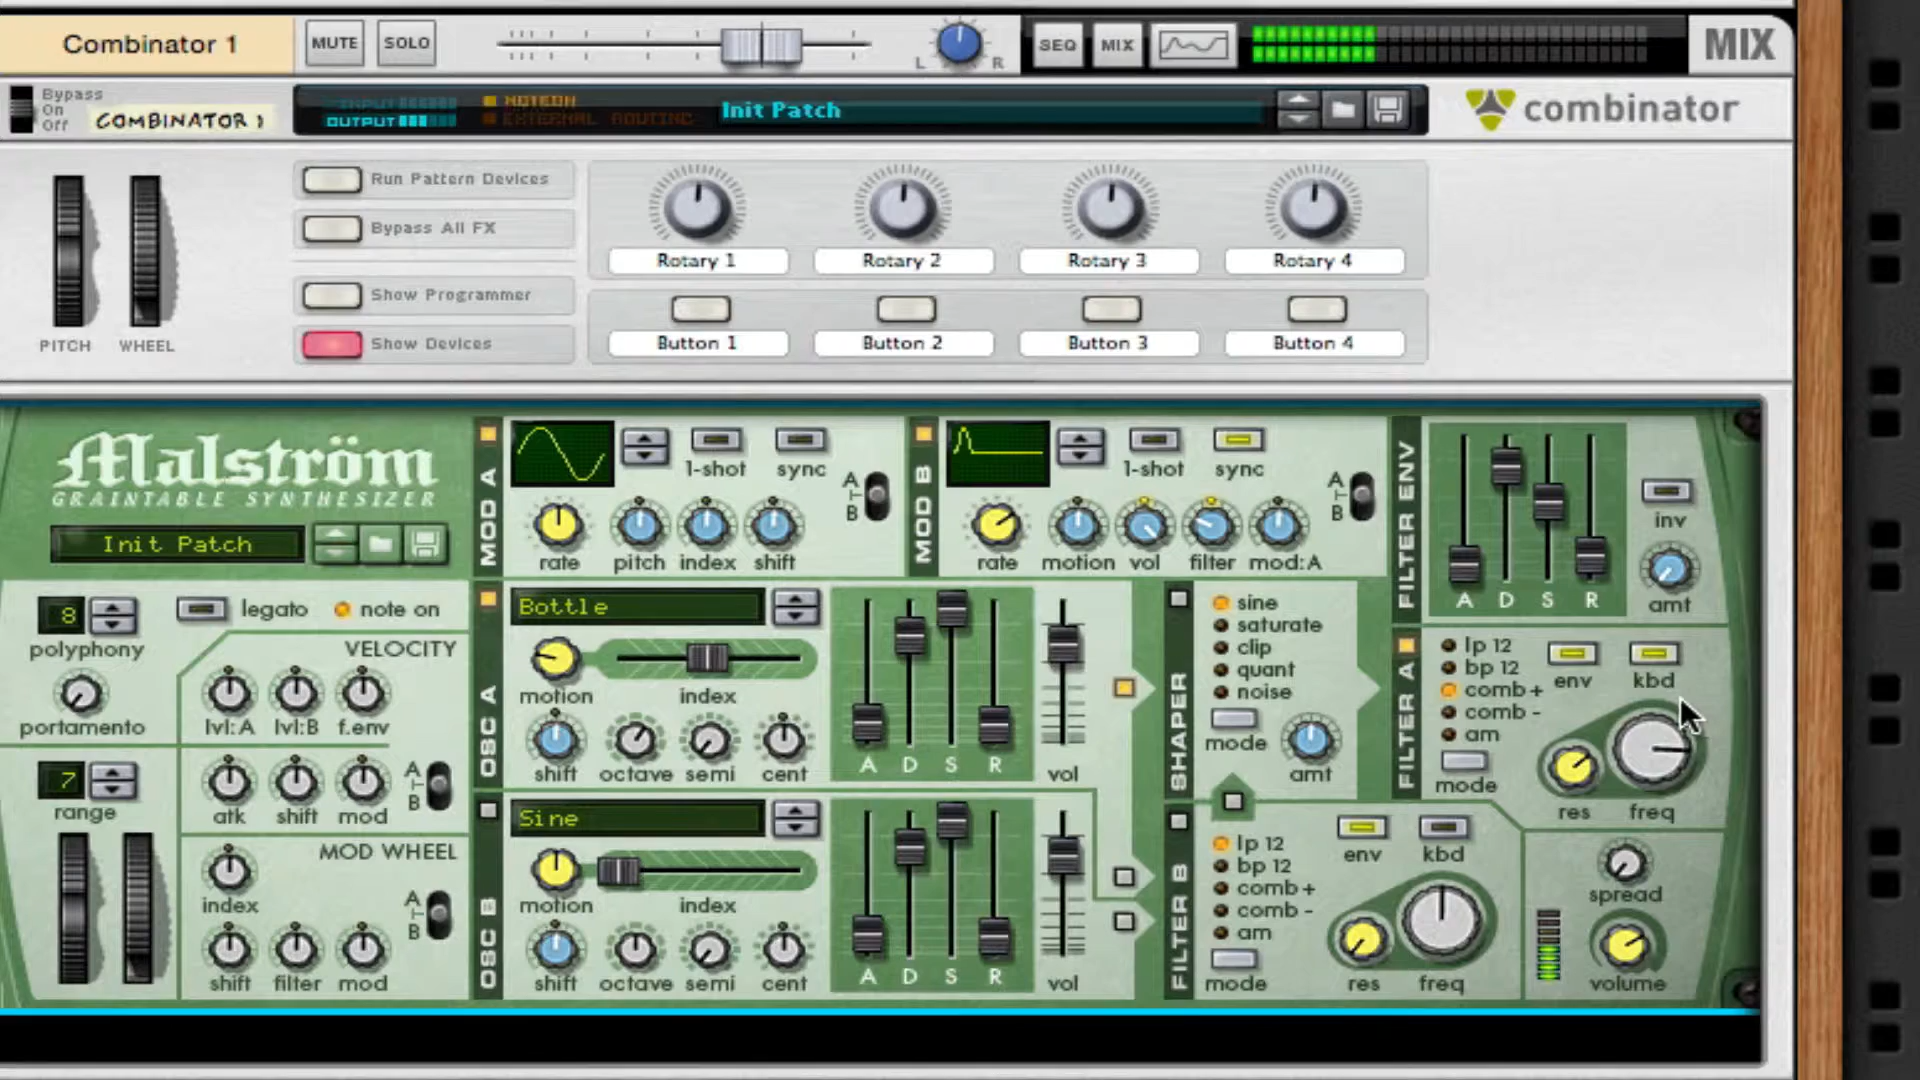 Combinator 1 MUTE SOLO L R SEQ MIX MIX
Bypass
On
Off
COMBINATOR 1
INPUT
OUTPUT
NOTEON
EXTERNAL ROUTING
Init Patch
combinator
PITCH WHEEL
Run Pattern Devices
Bypass All FX
Show Programmer
Show Devices
Rotary 1 Rotary 2 Rotary 3 Rotary 4
Button 1 Button 2 Button 3 Button 4
Malström
GRAINTABLE SYNTHESIZER
Init Patch
MOD A
1-shot sync
A
B
rate pitch index shift
MOD B
1-shot sync
A
B
rate motion vol filter mod:A
FILTER ENV
A D S R
inv
amt
8 legato note on
polyphony
portamento
VELOCITY
lvl:A lvl:B f.env
7
range
atk shift mod
A
B
MOD WHEEL
index
A
B
shift filter mod
OSC A
Bottle
motion index
shift octave semi cent
A D S R vol
OSC B
Sine
motion index
shift octave semi cent
A D S R vol
SHAPER
sine
saturate
clip
quant
noise
mode amt
FILTER A
lp 12
bp 12
comb +
comb -
am
mode
env kbd
res freq
FILTER B
lp 12
bp 12
comb +
comb -
am
mode
env kbd
res freq
spread
volume